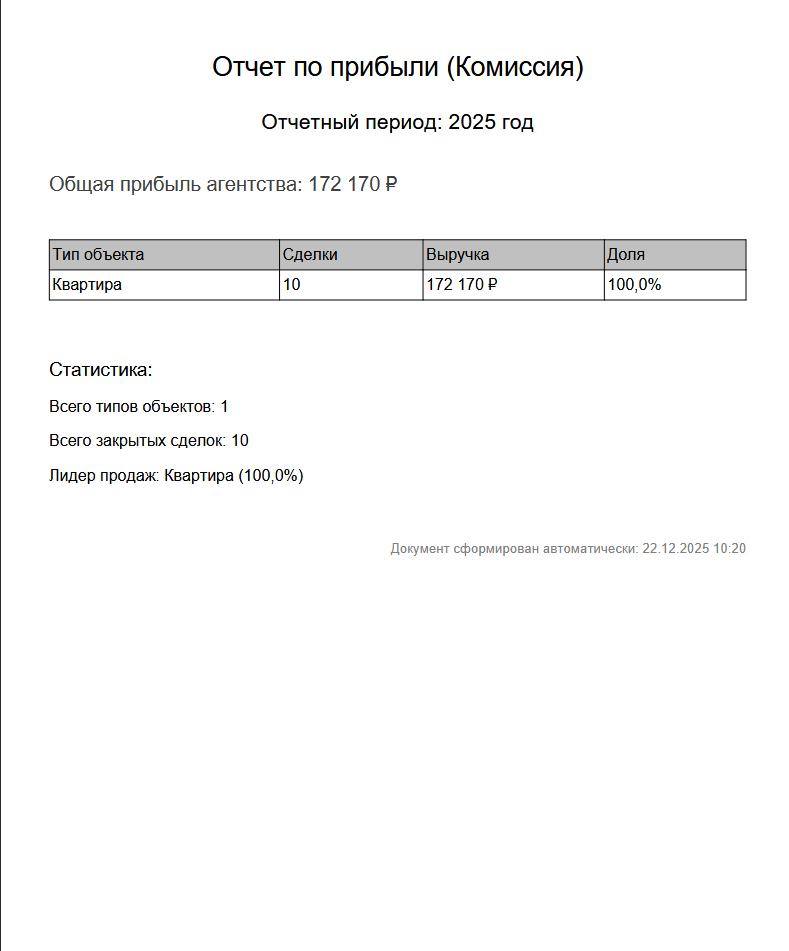 Отчет по прибыли (Комиссия)
Отчетный период: 2025 год
Общая прибыль агентства: 172 170 ₽
Тип объекта Сделки Выручка Доля
Квартира 10 172 170 ₽ 100,0%
Статистика:
Всего типов объектов: 1
Всего закрытых сделок: 10
Лидер продаж: Квартира (100,0%)
Документ сформирован автоматически: 22.12.2025 10:20